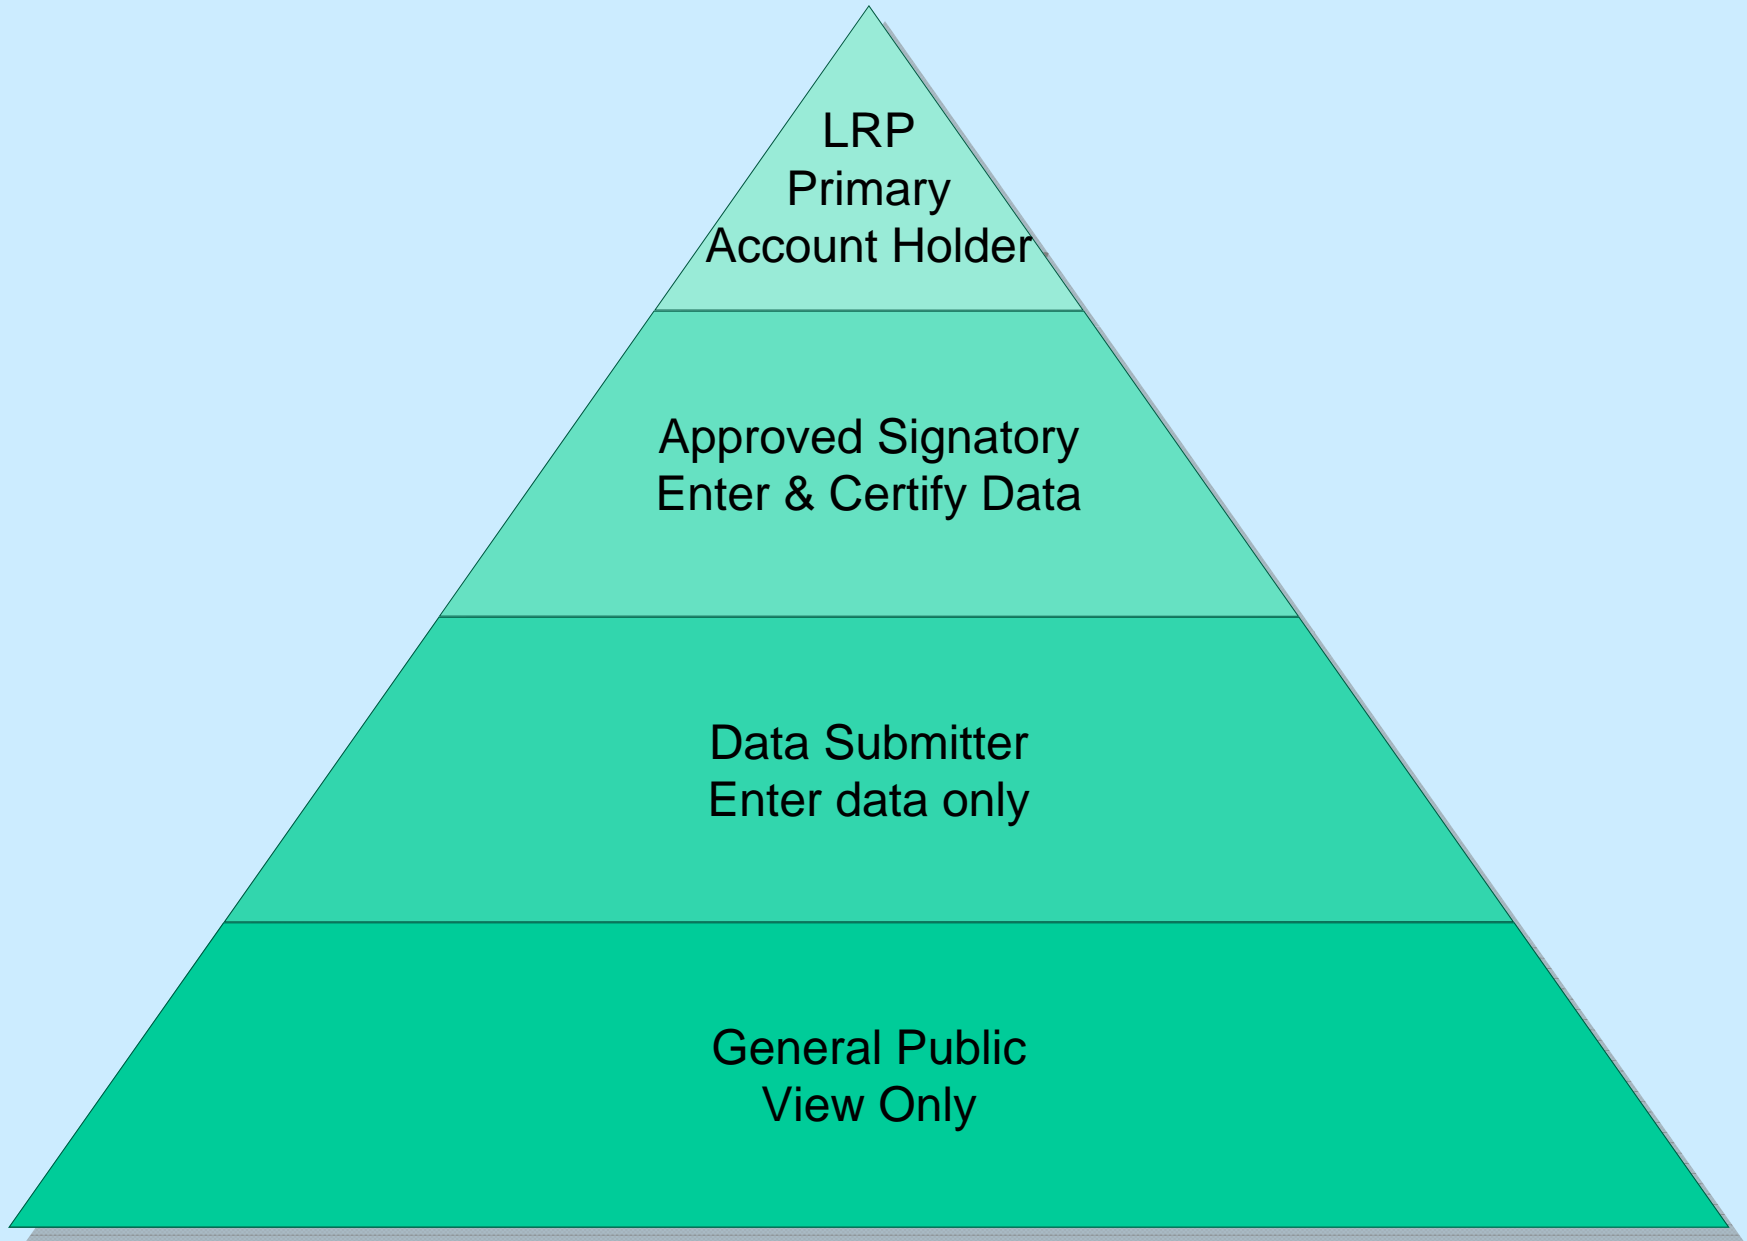 LRP
Primary
Account Holder
Approved Signatory
Enter & Certify Data
Data Submitter
Enter data only
General Public
View Only